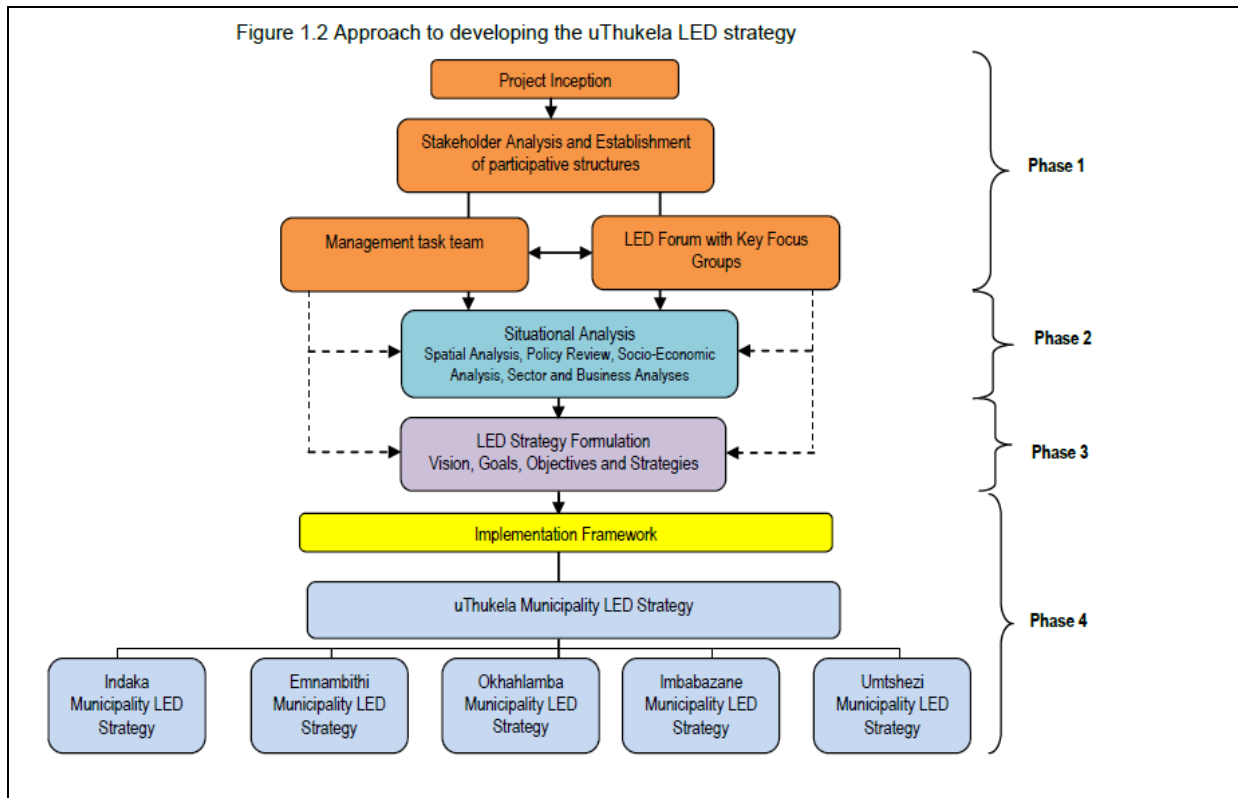 Figure 1.2 Approach to developing the uThukela LED strategy
Project Inception
Stakeholder Analysis and Establishment
of participative structures
Phase 1
Management task team
LED Forum with Key Focus
Groups
Situational Analysis
Spatial Analysis, Policy Review, Socio-Economic
Analysis, Sector and Business Analyses
Phase 2
LED Strategy Formulation
Vision, Goals, Objectives and Strategies
Phase 3
Implementation Framework
uThukela Municipality LED Strategy
Phase 4
Indaka
Municipality LED
Strategy
Emnambithi
Municipality LED
Strategy
Okhahlamba
Municipality LED
Strategy
Imbabazane
Municipality LED
Strategy
Umtshezi
Municipality LED
Strategy